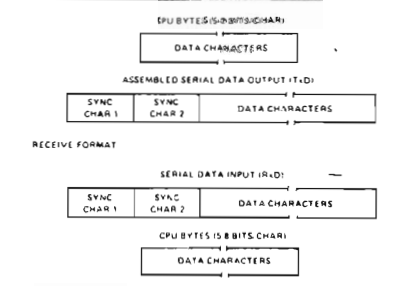 CPU BYTES (5-8 BITS/CHAR)
DATA CHARACTERS
ASSEMBLED SERIAL DATA OUTPUT (TxD)
SYNC CHAR 1
SYNC CHAR 2
DATA CHARACTERS
RECEIVE FORMAT
SERIAL DATA INPUT (RxD)
SYNC CHAR 1
SYNC CHAR 2
DATA CHARACTERS
CPU BYTES (5 8 BITS/CHAR)
DATA CHARACTERS